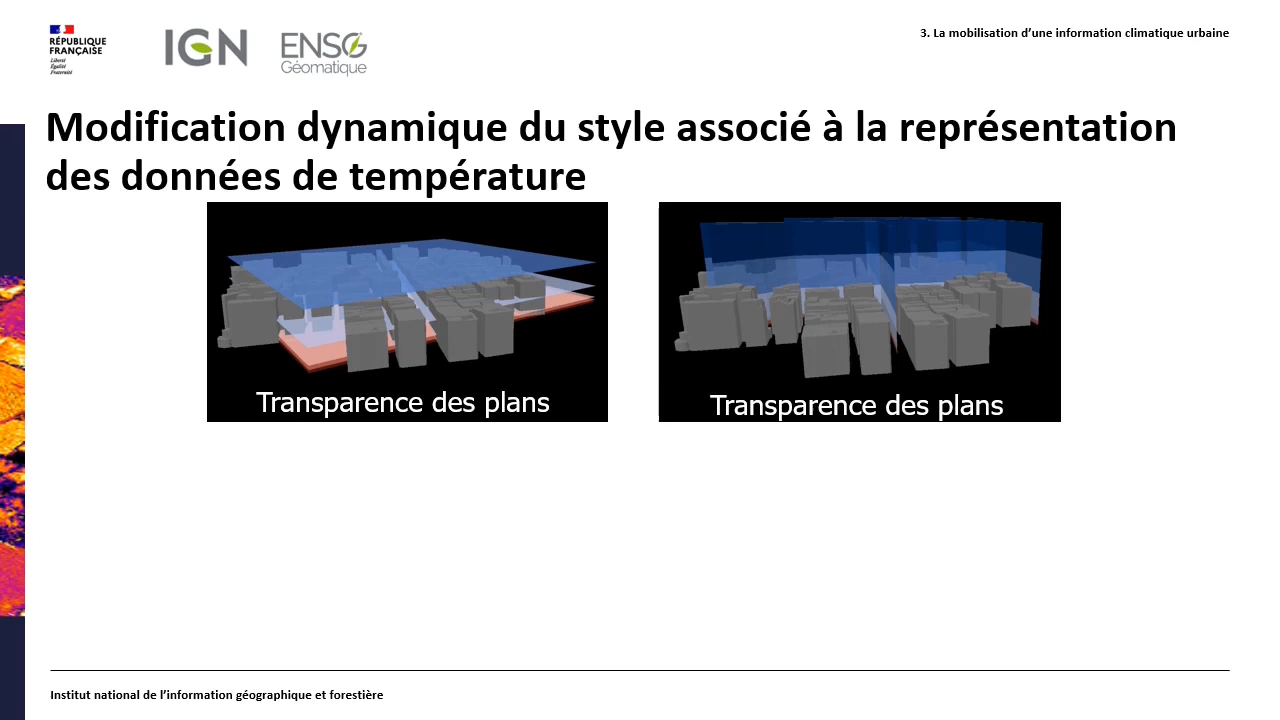 RÉPUBLIQUE
FRANÇAISE
Liberté
Égalité
Fraternité
IGN
ENSG
Géomatique
3. La mobilisation d’une information climatique urbaine
Modification dynamique du style associé à la représentation
des données de température
Transparence des plans
Transparence des plans
Institut national de l’information géographique et forestière